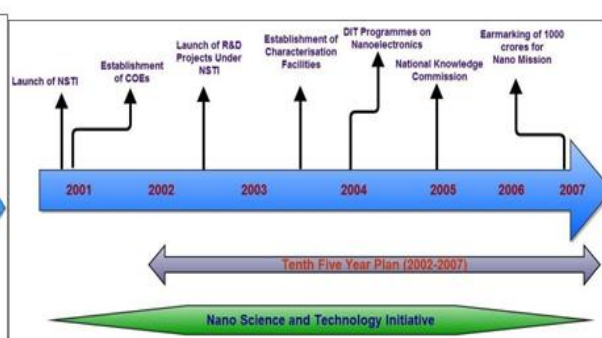 Launch of NSTI
Establishment
of COEs
Launch of R&D
Projects Under
NSTI
Establishment of
Characterisation
Facilities
DIT Programmes on
Nanoelectronics
National Knowledge
Commission
Earmarking of 1000
crores for
Nano Mission
2001 2002 2003 2004 2005 2006 2007
Tenth Five Year Plan (2002-2007)
Nano Science and Technology Initiative